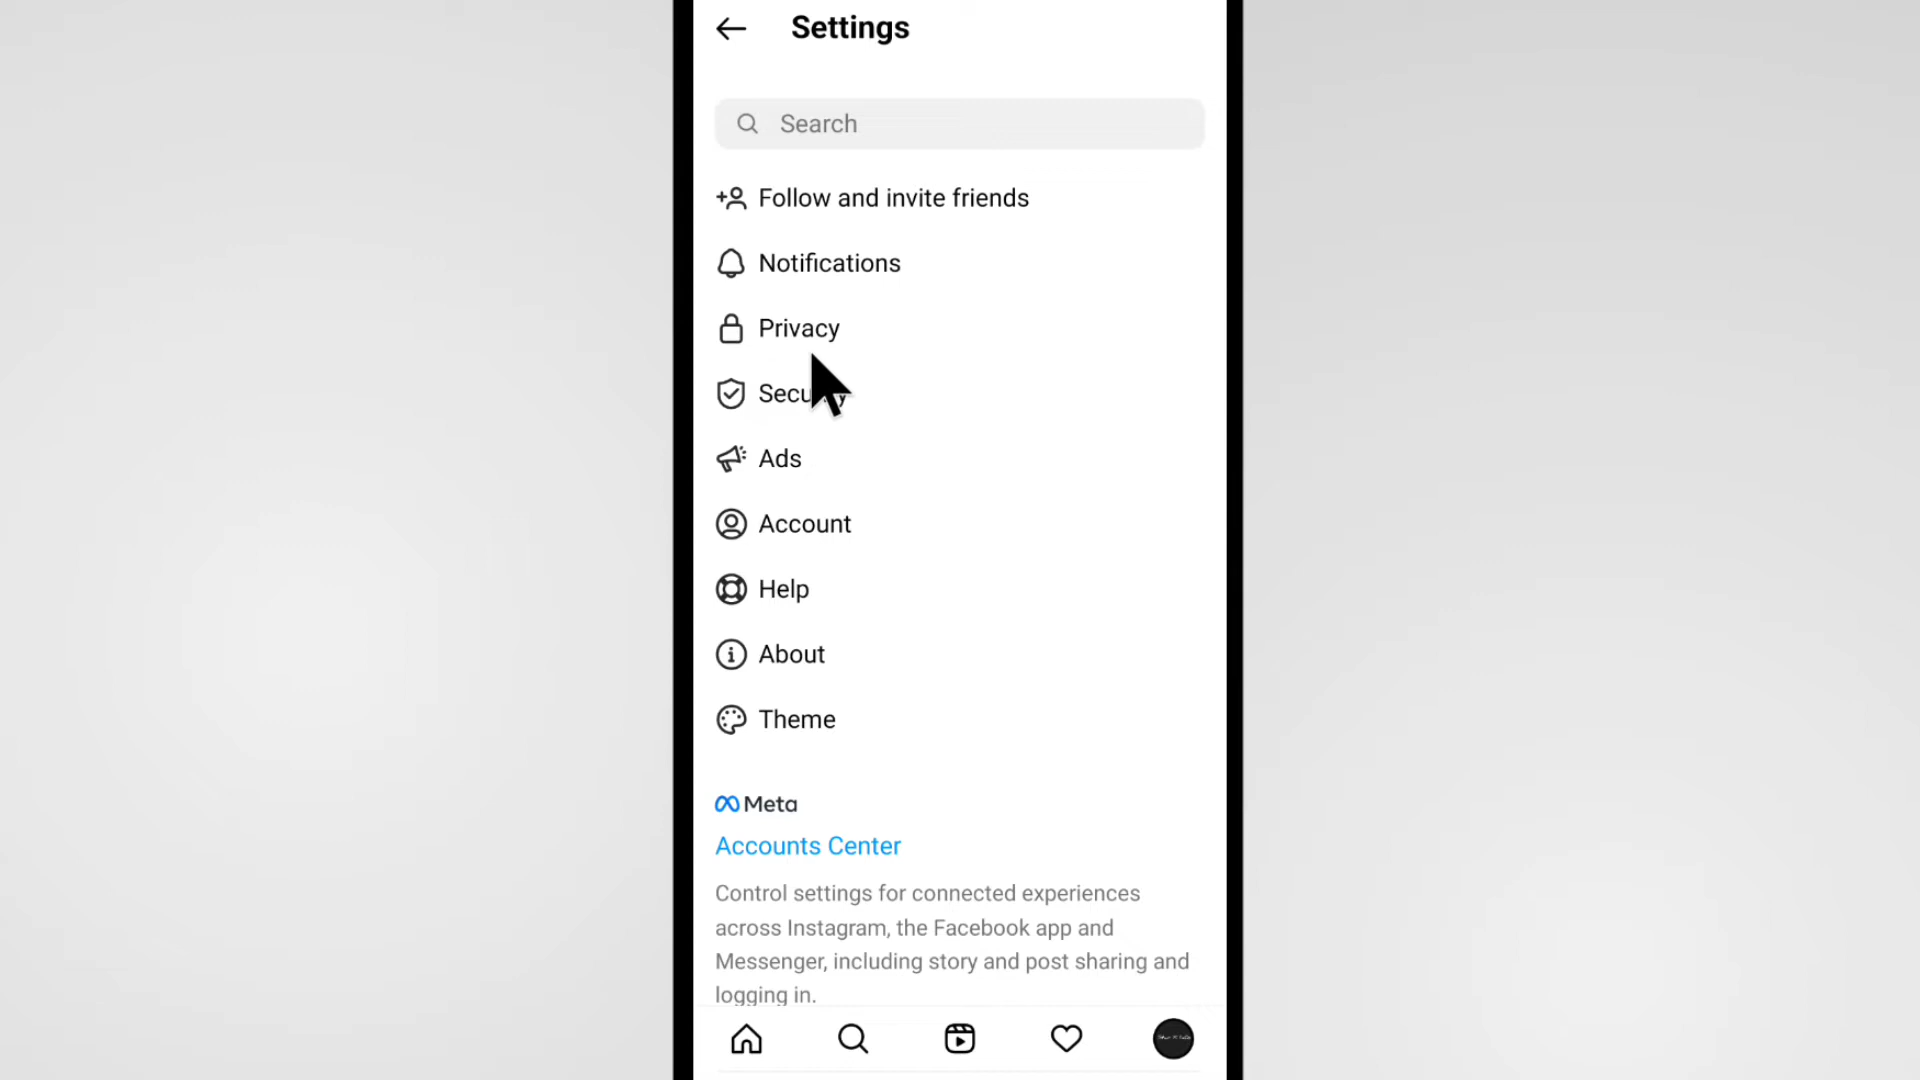 Settings
Search
Follow and invite friends
Notifications
Privacy
Ads
Account
Help
About
Theme
Meta
Accounts Center
Control settings for connected experiences
across Instagram, the Facebook app and
Messenger, including story and post sharing and
logging in.